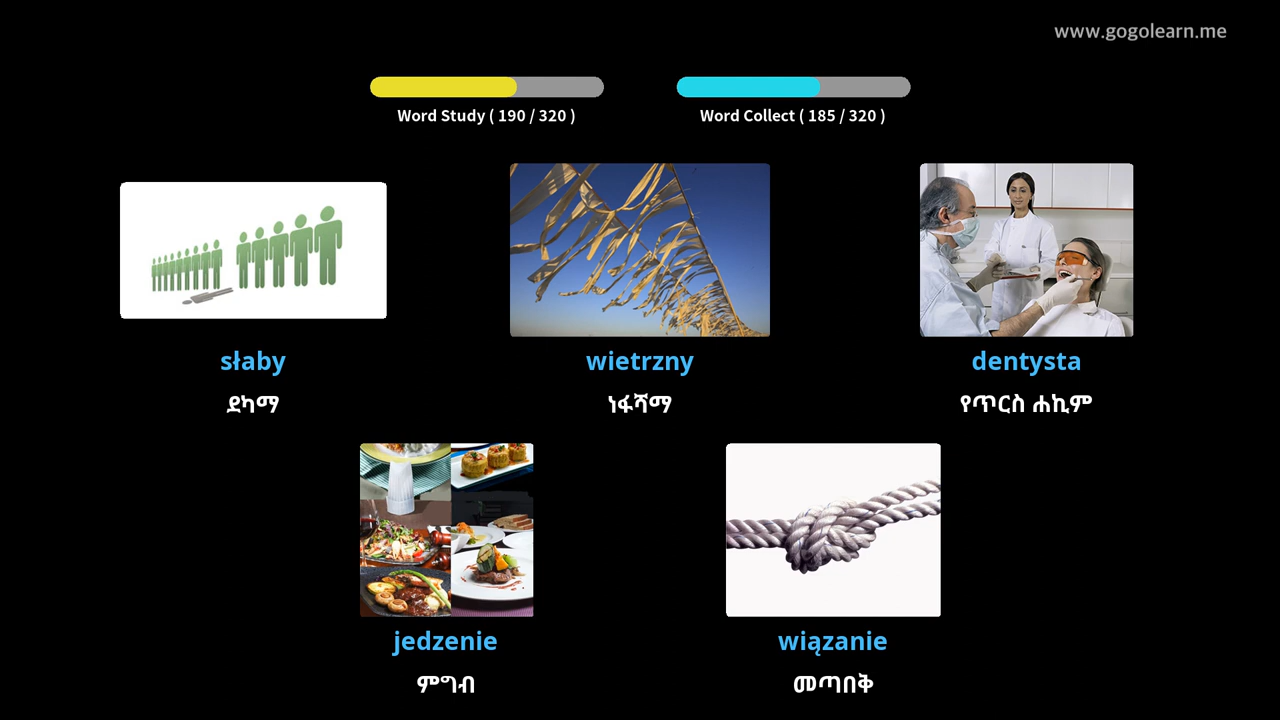 www.gogolearn.me
Word Study ( 190 / 320 )
Word Collect ( 185 / 320 )
słaby
ደካማ
wietrzny
ነፋሻማ
dentysta
የጥርስ ሐኪም
jedzenie
ምግብ
wiązanie
መጣበቅ